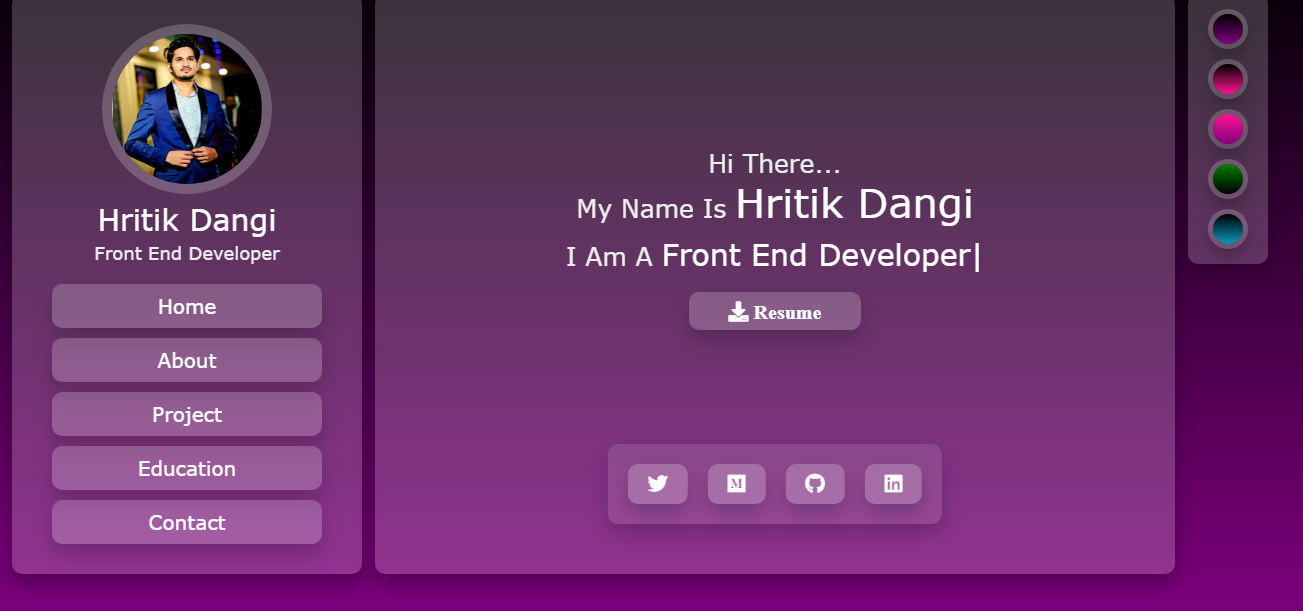 Hritik Dangi
Front End Developer
Home
About
Project
Education
Contact
Hi There...
My Name Is Hritik Dangi
I Am A Front End Developer|
Resume
M
in